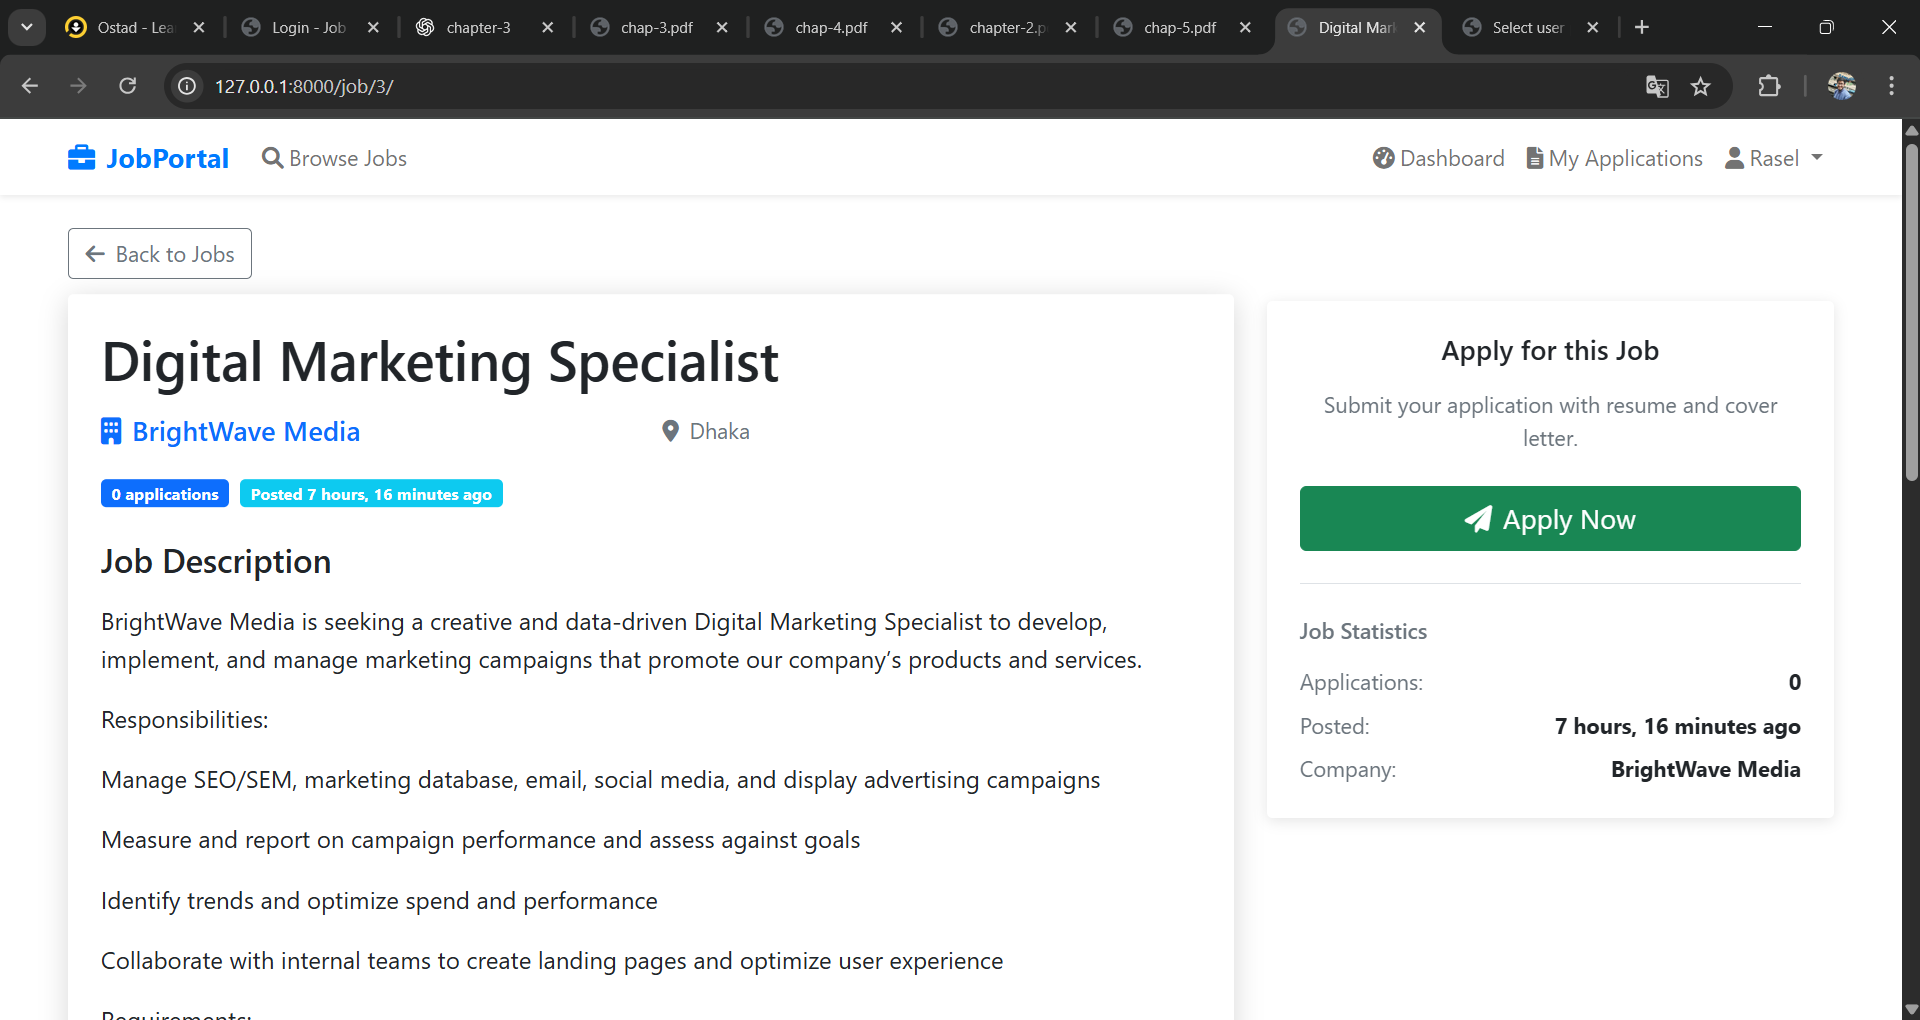 Ostad - Lea
Login - Job
chapter-3
chap-3.pdf
chap-4.pdf
chapter-2.p
chap-5.pdf
Digital Mark
Select user
127.0.0.1:8000/job/3/
JobPortal
Browse Jobs
Dashboard
My Applications
Rasel
Back to Jobs
Digital Marketing Specialist
BrightWave Media
Dhaka
0 applications
Posted 7 hours, 16 minutes ago
Job Description
BrightWave Media is seeking a creative and data-driven Digital Marketing Specialist to develop,
implement, and manage marketing campaigns that promote our company’s products and services.
Responsibilities:
Manage SEO/SEM, marketing database, email, social media, and display advertising campaigns
Measure and report on campaign performance and assess against goals
Identify trends and optimize spend and performance
Collaborate with internal teams to create landing pages and optimize user experience
Requirements:
Apply for this Job
Submit your application with resume and cover
letter.
Apply Now
Job Statistics
Applications:
0
Posted:
7 hours, 16 minutes ago
Company:
BrightWave Media